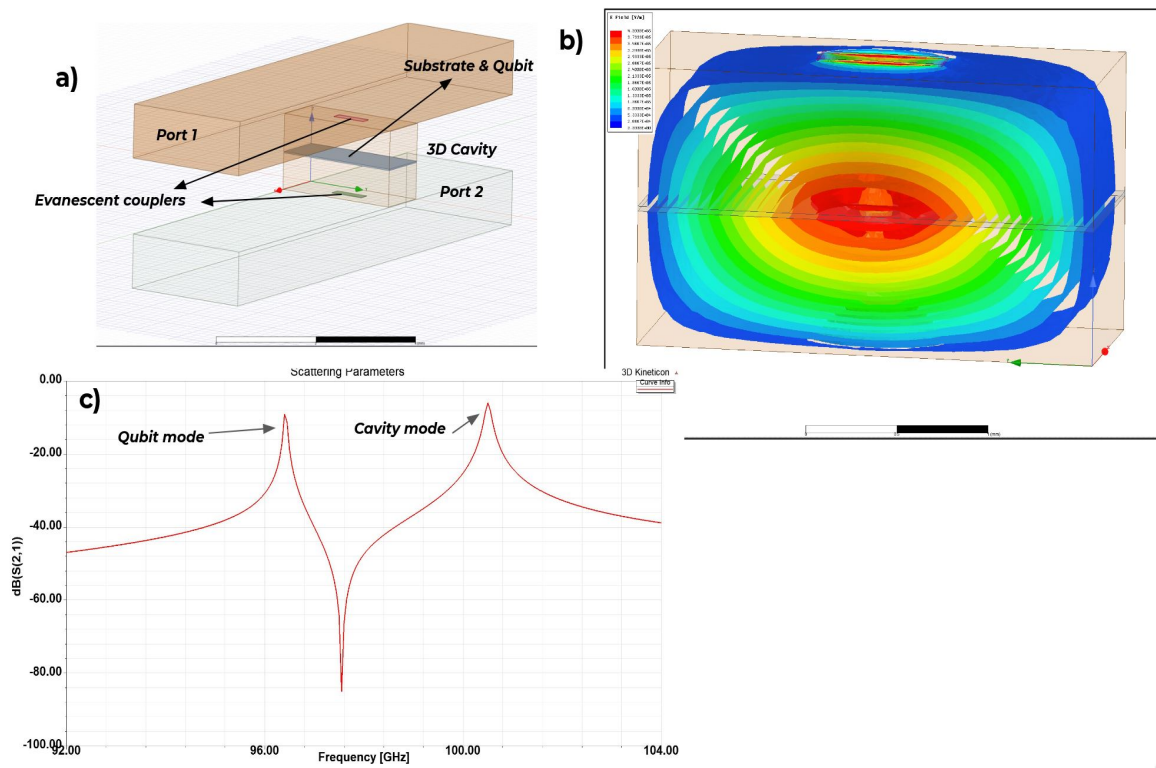 a)
Substrate & Qubit
Port 1
3D Cavity
Evanescent couplers
Port 2
b)
E Field [V/m]
Scattering Parameters
3D Kineticon
Curve Info
c)
Qubit mode
Cavity mode
0.00
-20.00
-40.00
-60.00
-80.00
-100.00
dB(S(2,1))
92.00
96.00
100.00
104.00
Frequency [GHz]